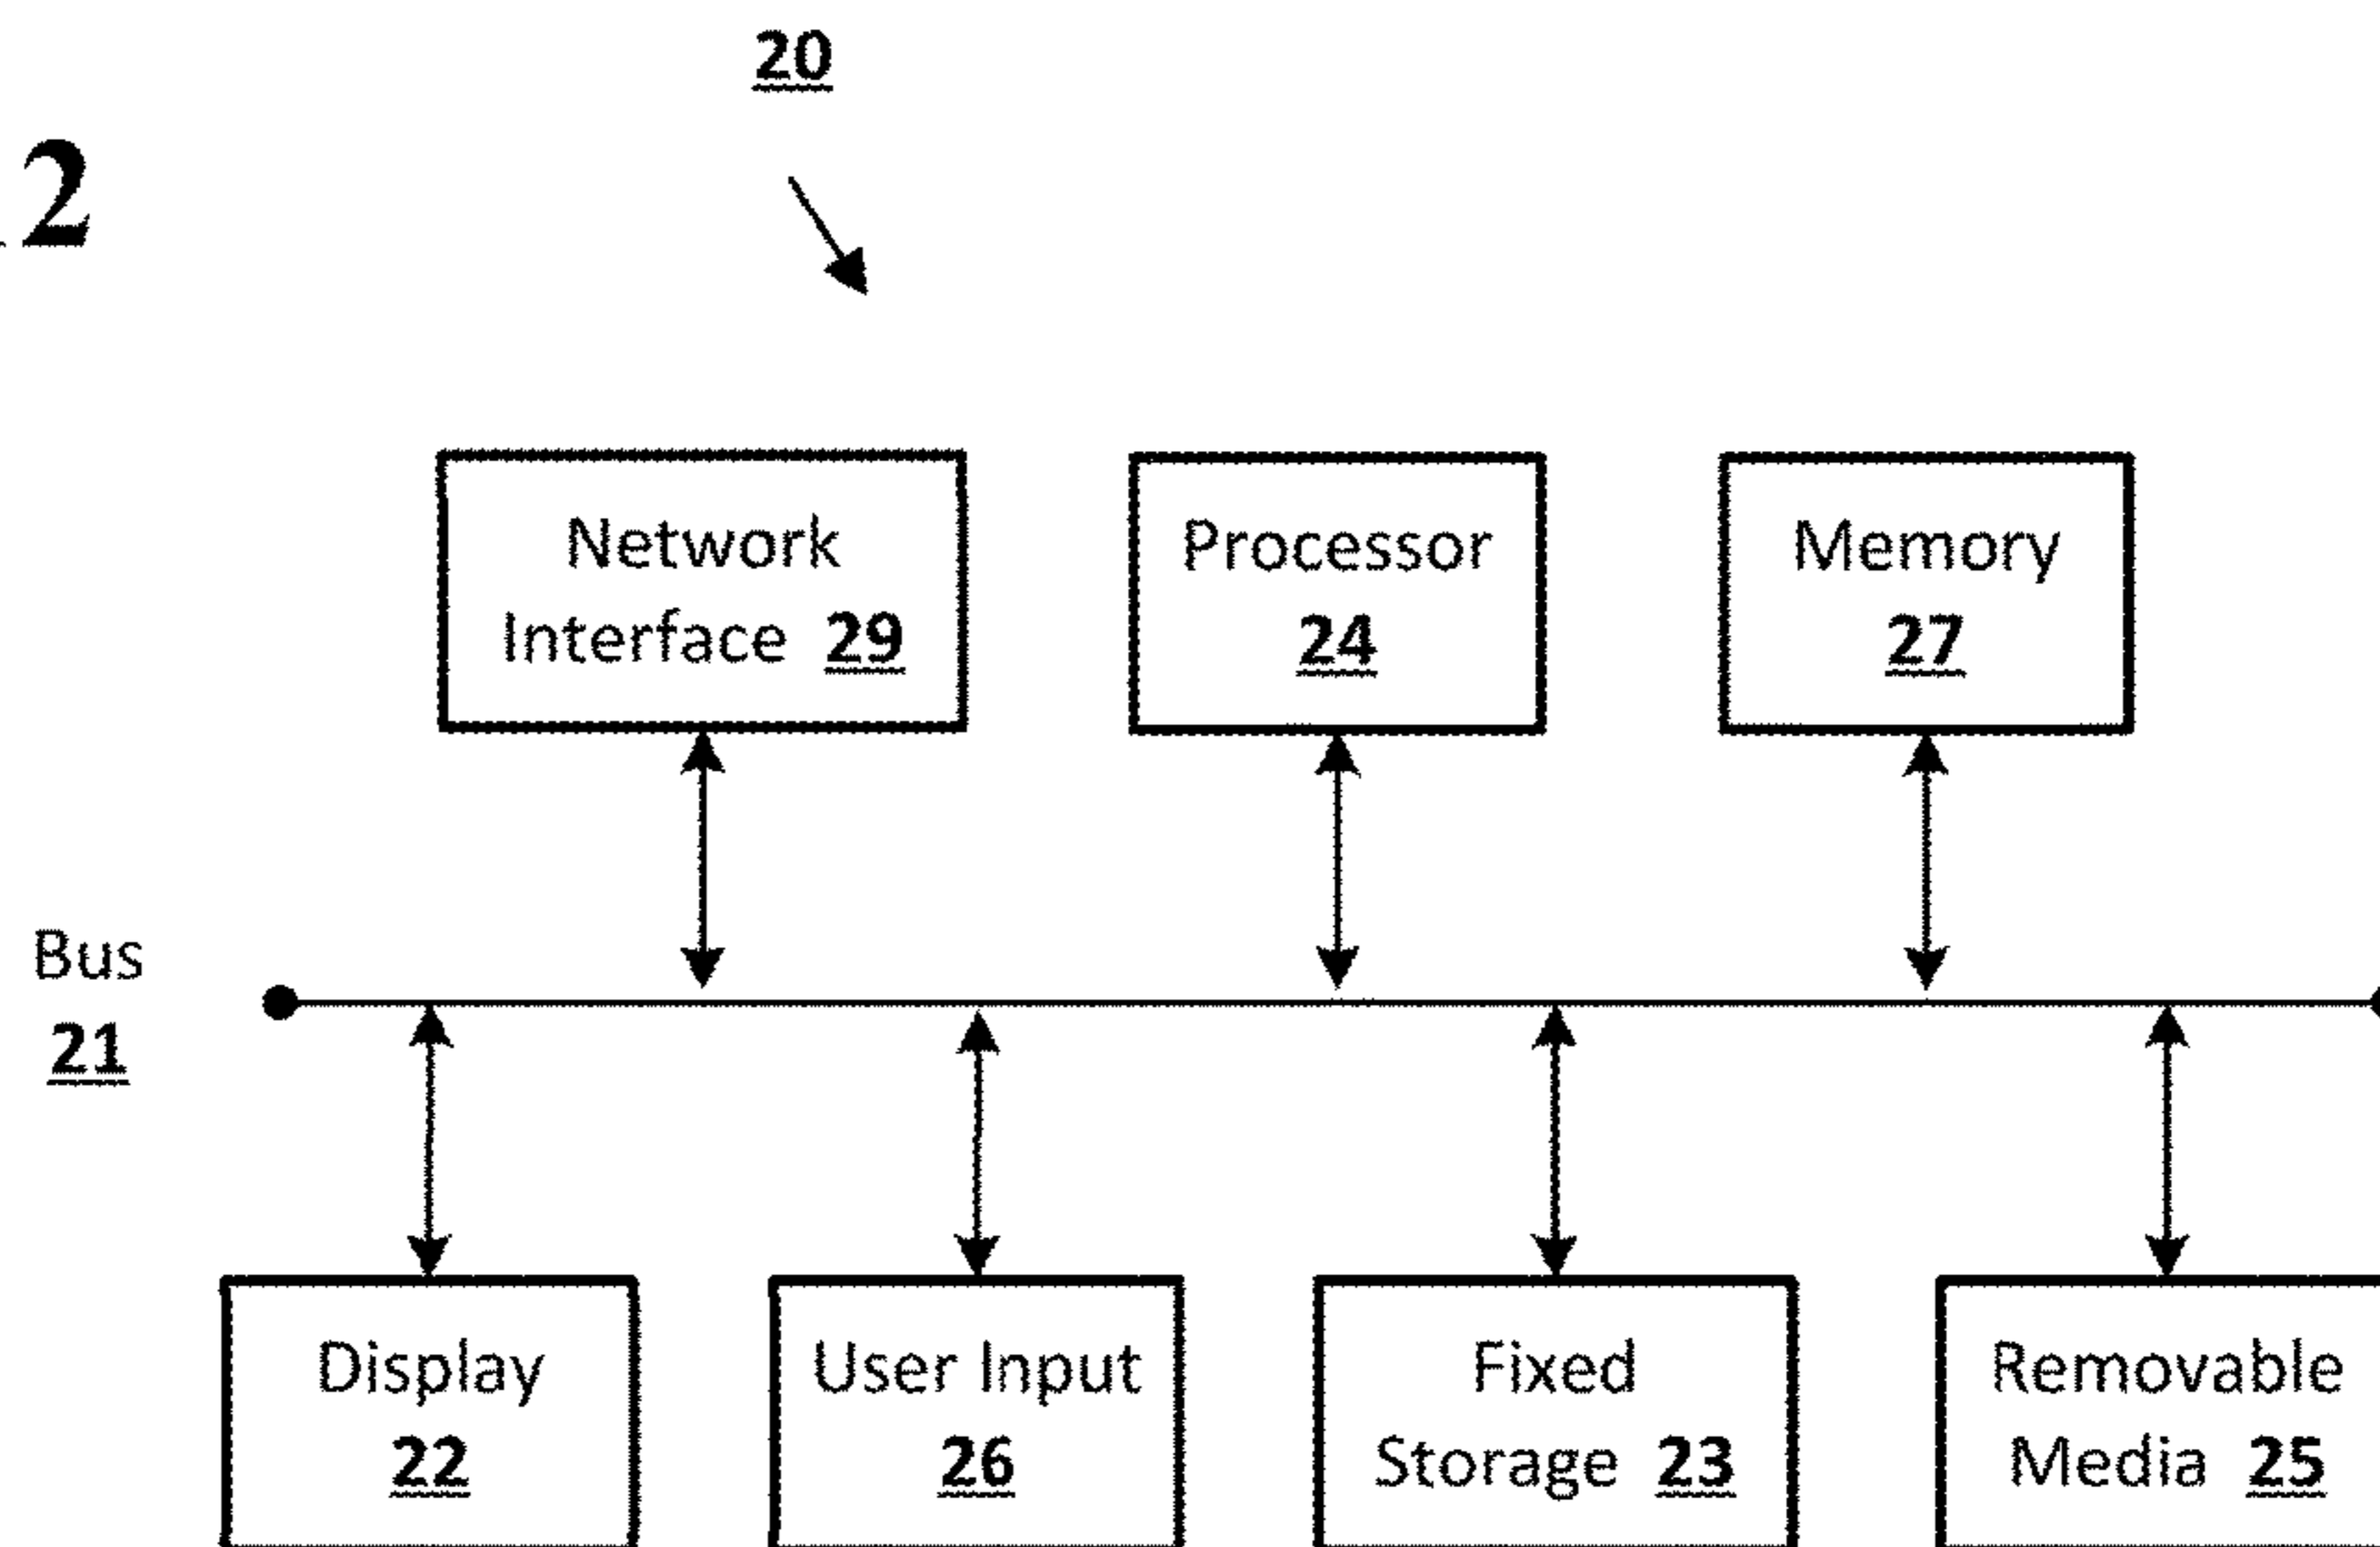 20
2
Network
Interface 29
Processor
24
Memory
27
Bus
21
Display
22
User Input
26
Fixed
Storage 23
Removable
Media 25